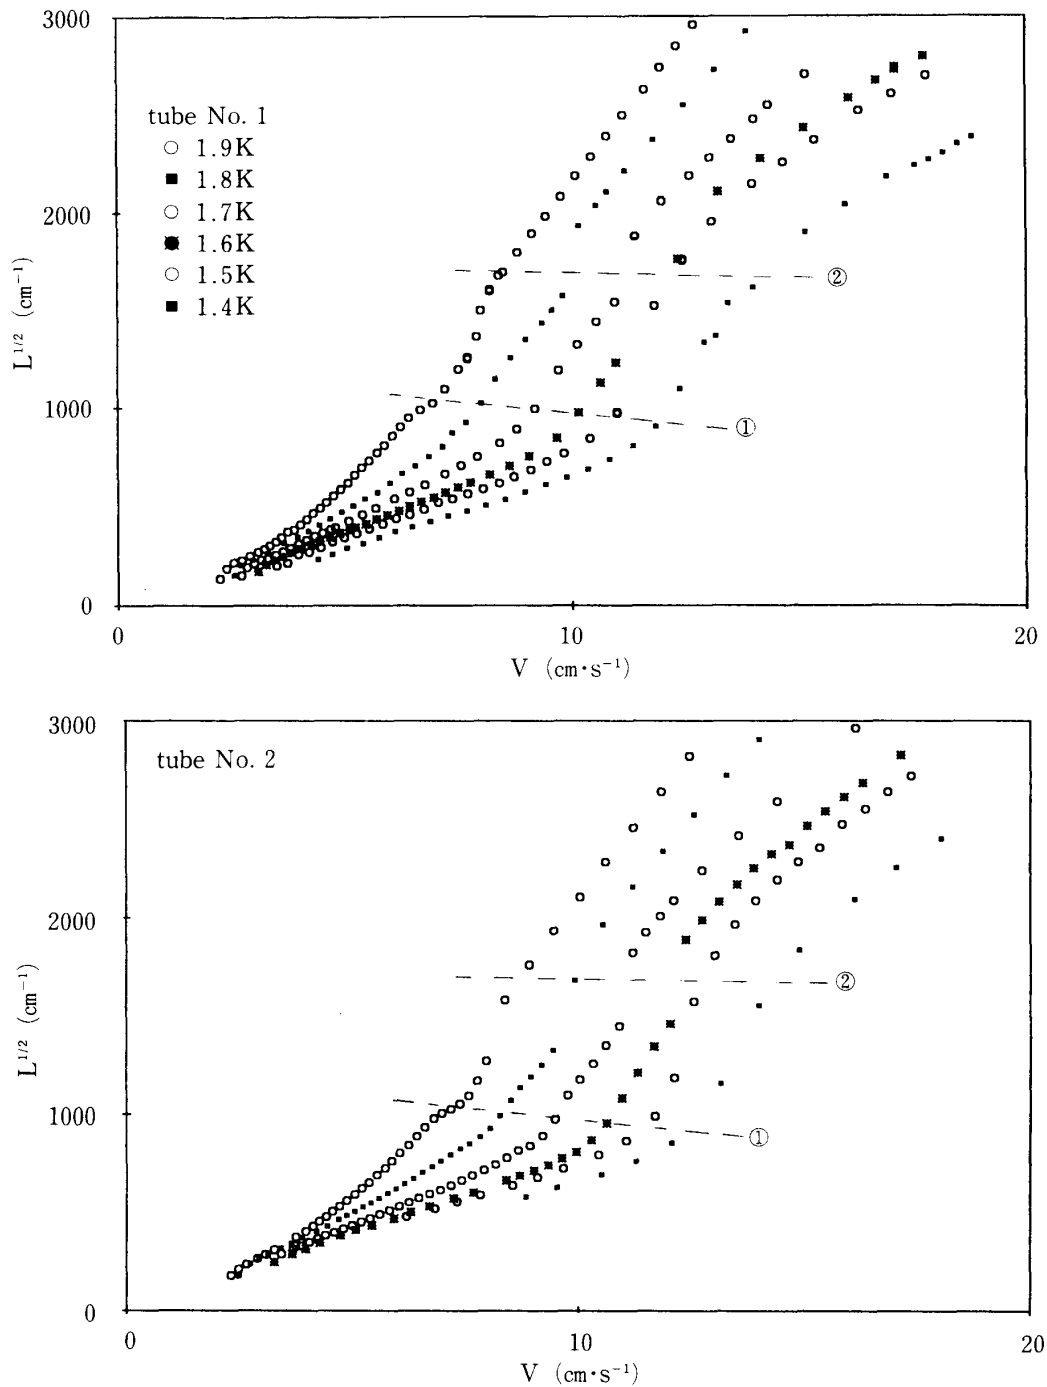 3000
tube No. 1
○ 1.9K
■ 1.8K
○ 1.7K
✹ 1.6K
○ 1.5K
■ 1.4K
2000
②
1000
①
0
L^{1/2} (cm⁻¹)
0 10 20
V (cm·s⁻¹)
3000
tube No. 2
2000
②
1000
①
0
L^{1/2} (cm⁻¹)
0 10 20
V (cm·s⁻¹)